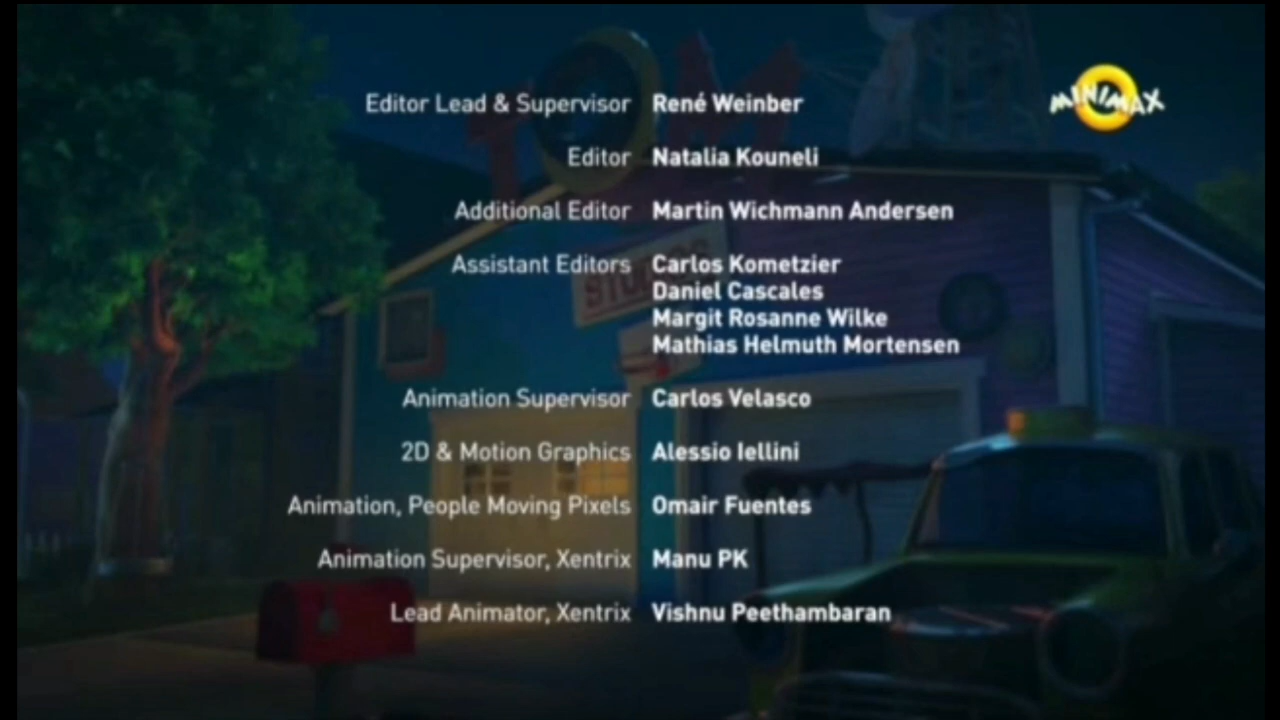 Editor Lead & Supervisor René Weinber
MINIMAX
Editor Natalia Kouneli
Additional Editor Martin Wichmann Andersen
Assistant Editors Carlos Kometzier
Daniel Cascales
Margit Rosanne Wilke
Mathias Helmuth Mortensen
Animation Supervisor Carlos Velasco
2D & Motion Graphics Alessio Iellini
Animation, People Moving Pixels Omair Fuentes
Animation Supervisor, Xentrix Manu PK
Lead Animator, Xentrix Vishnu Peethambaran